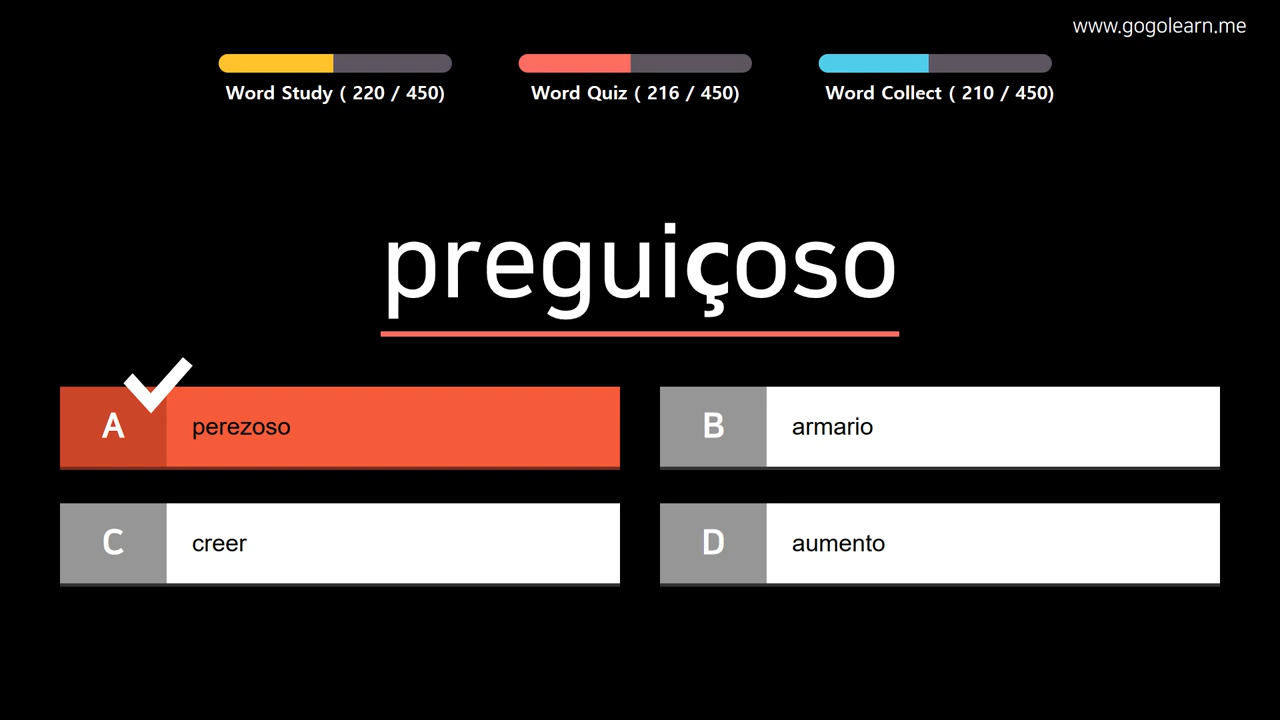 www.gogolearn.me
Word Study ( 220 / 450)
Word Quiz ( 216 / 450)
Word Collect ( 210 / 450)
preguiçoso
A perezoso
B armario
C creer
D aumento